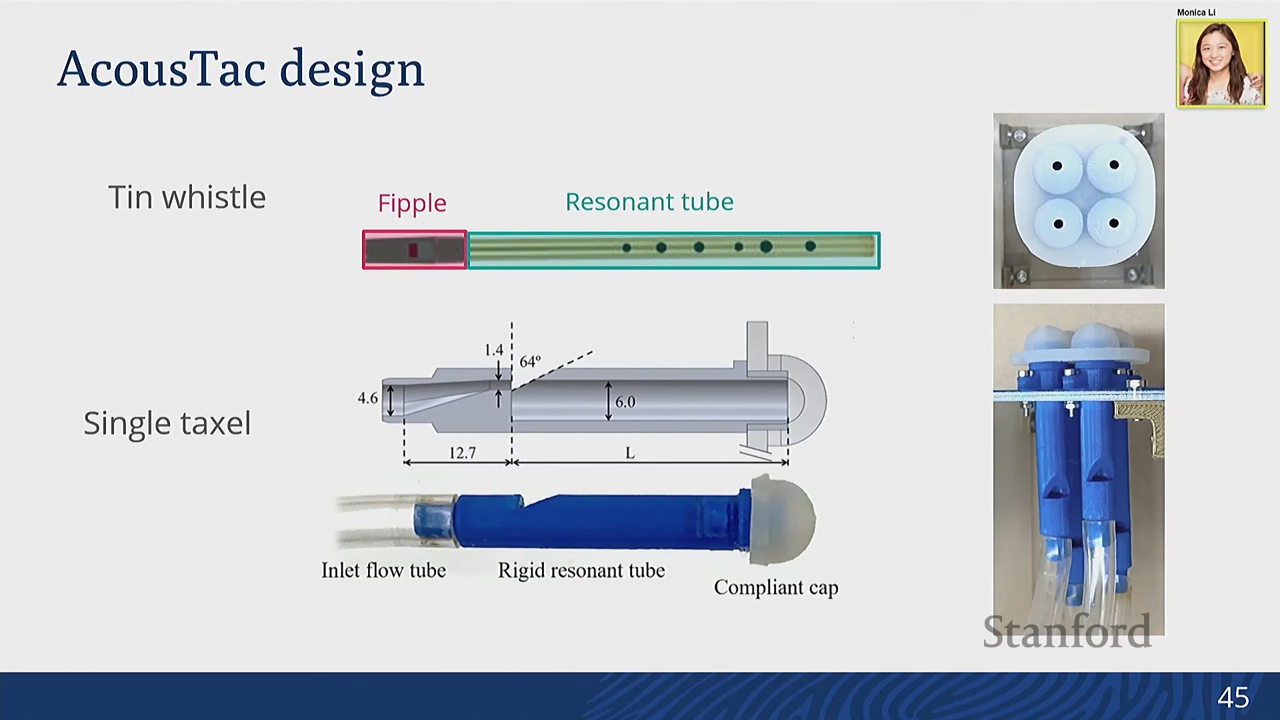 Monica Li
AcousTac design
Tin whistle
Fipple
Resonant tube
1.4
64º
4.6
6.0
Single taxel
12.7
L
Inlet flow tube
Rigid resonant tube
Compliant cap
Stanford
45